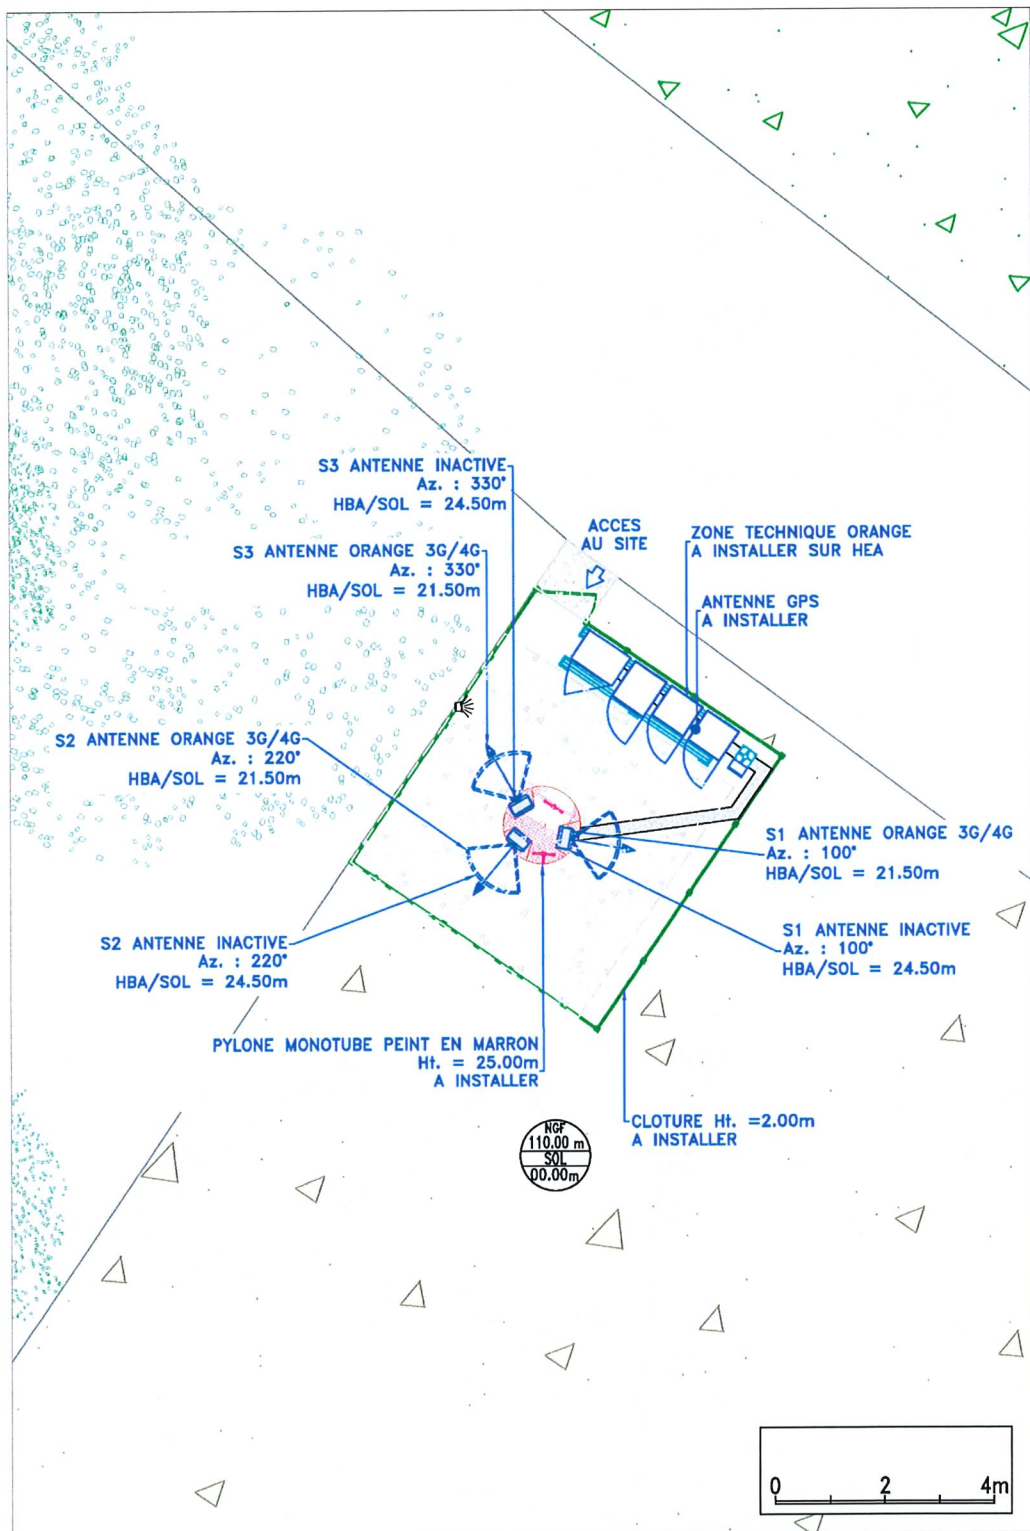 S3 ANTENNE INACTIVE
Az. : 330°
HBA/SOL = 24.50m
S3 ANTENNE ORANGE 3G/4G
Az. : 330°
HBA/SOL = 21.50m
ACCES
AU SITE
ZONE TECHNIQUE ORANGE
A INSTALLER SUR HEA
ANTENNE GPS
A INSTALLER
S2 ANTENNE ORANGE 3G/4G
Az. : 220°
HBA/SOL = 21.50m
S1 ANTENNE ORANGE 3G/4G
Az. : 100°
HBA/SOL = 21.50m
S2 ANTENNE INACTIVE
Az. : 220°
HBA/SOL = 24.50m
S1 ANTENNE INACTIVE
Az. : 100°
HBA/SOL = 24.50m
PYLONE MONOTUBE PEINT EN MARRON
Ht. = 25.00m
A INSTALLER
CLOTURE Ht. =2.00m
A INSTALLER
NGF
110.00 m
SOL
00.00m
0 2 4m